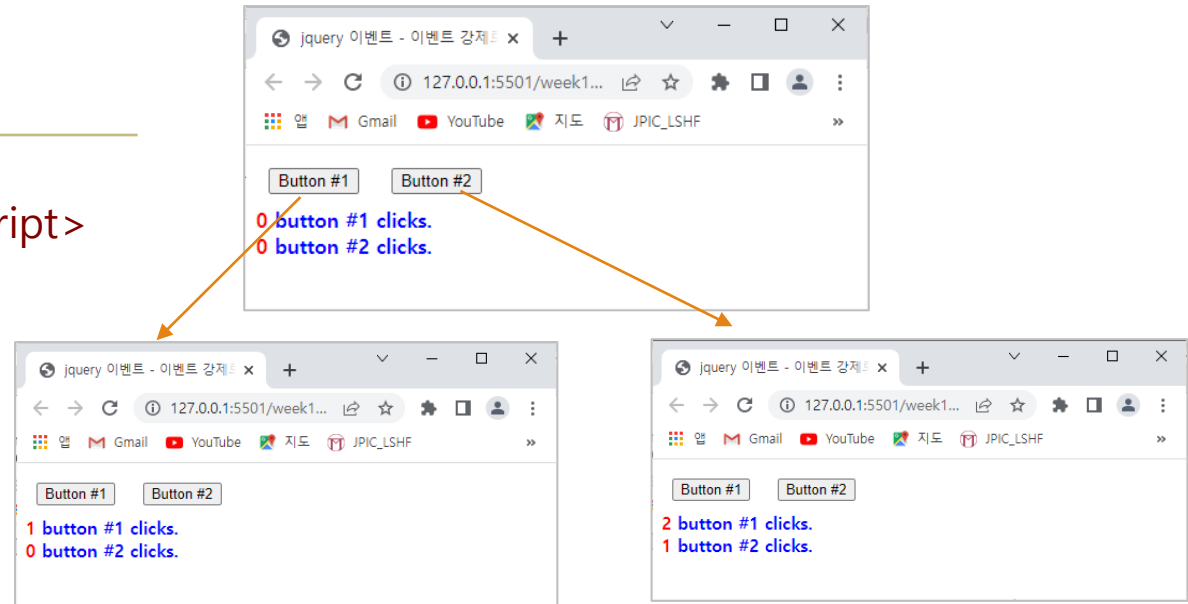 jquery 이벤트 - 이벤트 강제
127.0.0.1:5501/week1...
앱 Gmail YouTube 지도 JPIC_LSHF »
Button #1 Button #2
0 button #1 clicks.
0 button #2 clicks.
ript>
jquery 이벤트 - 이벤트 강제
127.0.0.1:5501/week1...
앱 Gmail YouTube 지도 JPIC_LSHF »
Button #1 Button #2
1 button #1 clicks.
0 button #2 clicks.
jquery 이벤트 - 이벤트 강제
127.0.0.1:5501/week1...
앱 Gmail YouTube 지도 JPIC_LSHF »
Button #1 Button #2
2 button #1 clicks.
1 button #2 clicks.